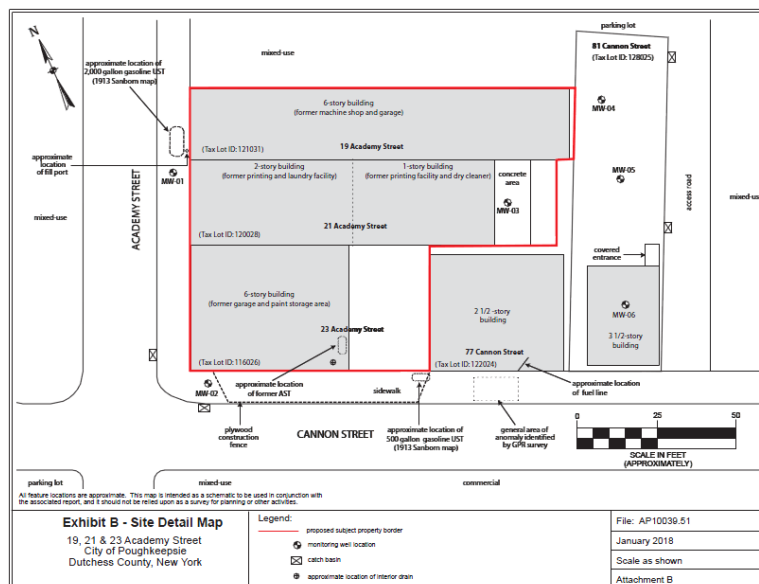 parking lot
N
mixed-use
81 Cannon Street
(Tax Lot ID: 128025)
approximate location of
2,000 gallon gasoline UST
(1913 Sanborn map)
6-story building
(former machine shop and garage)
MW-04
(Tax Lot ID:121031)
19 Academy Street
approximate
location
of fill port
2-story building
(former printing and laundry facility)
1-story building
(former printing facility and dry cleaner)
concrete
area
MW-01
MW-05
ACADEMY STREET
access road
mixed-use
mixed-use
MW-03
21 Academy Street
(Tax Lot ID:120028)
covered
entrance
6-story building
(former garage and paint storage area)
2 1/2 -story
building
MW-06
23 Academy Street
3 1/2-story
building
77 Cannon Street
(Tax Lot ID:116026)
(Tax Lot ID:122024)
MW-02
approximate location
of former AST
sidewalk
approximate location
of fuel line
plywood
construction
fence
CANNON STREET
approximate location of
500 gallon gasoline UST
(1913 Sanborn map)
general area of
anomaly identified
by GPR survey
0 25 50
SCALE IN FEET
(APPROXIMATELY)
parking lot
mixed-use
commercial
All feature locations are approximate. This map is intended as a schematic to be used in conjunction with
the associated report, and it should not be relied upon as a survey for planning or other activities.
Exhibit B - Site Detail Map
19, 21 & 23 Academy Street
City of Poughkeepsie
Dutchess County, New York
Legend:
proposed subject property border
monitoring well location
catch basin
approximate location of interior drain
File: AP10039.51
January 2018
Scale as shown
Attachment B